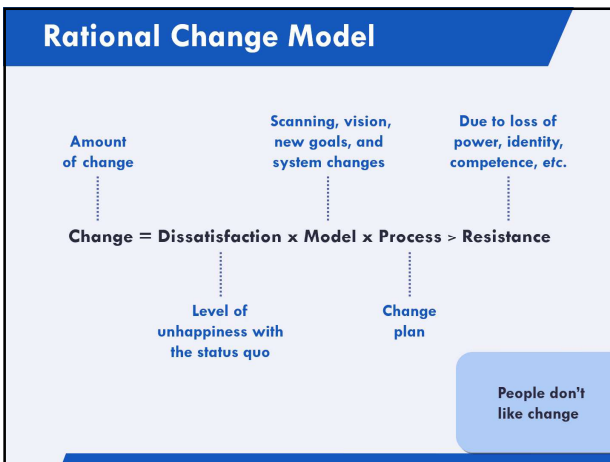 Rational Change Model
Amount
of change
Scanning, vision,
new goals, and
system changes
Due to loss of
power, identity,
competence, etc.
Change = Dissatisfaction x Model x Process > Resistance
Level of
unhappiness with
the status quo
Change
plan
People don't
like change